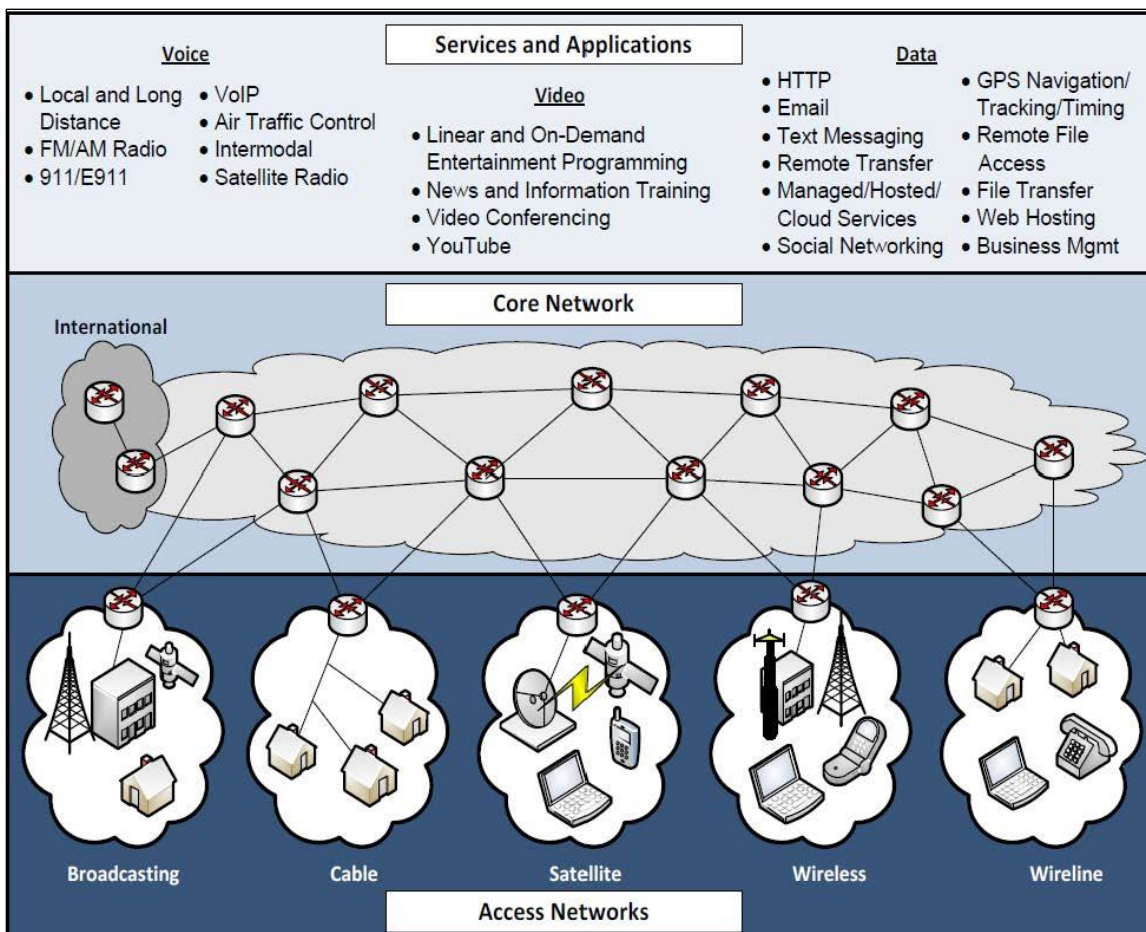 Services and Applications
Voice
• Local and Long
Distance
• FM/AM Radio
• 911/E911
• VoIP
• Air Traffic Control
• Intermodal
• Satellite Radio
Video
• Linear and On-Demand
Entertainment Programming
• News and Information Training
• Video Conferencing
• YouTube
Data
• HTTP
• Email
• Text Messaging
• Remote Transfer
• Managed/Hosted/
Cloud Services
• Social Networking
• GPS Navigation/
Tracking/Timing
• Remote File
Access
• File Transfer
• Web Hosting
• Business Mgmt
Core Network
International
Broadcasting
Cable
Satellite
Wireless
Wireline
Access Networks